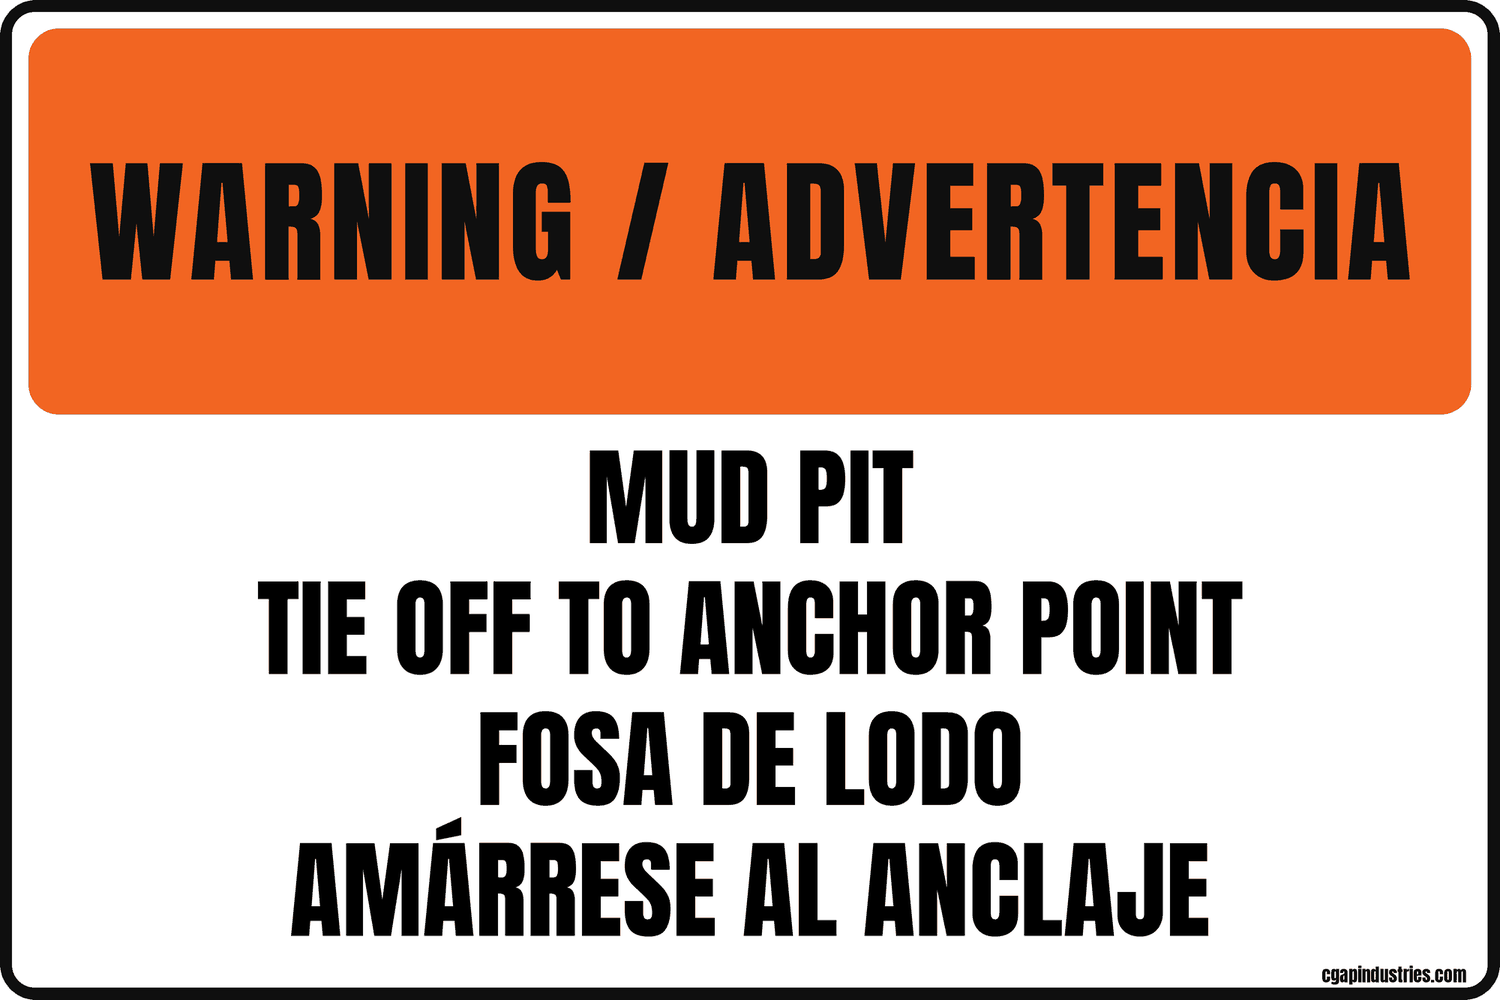 WARNING / ADVERTENCIA
MUD PIT
TIE OFF TO ANCHOR POINT
FOSA DE LODO
AMÁRRESE AL ANCLAJE
cgapindustries.com